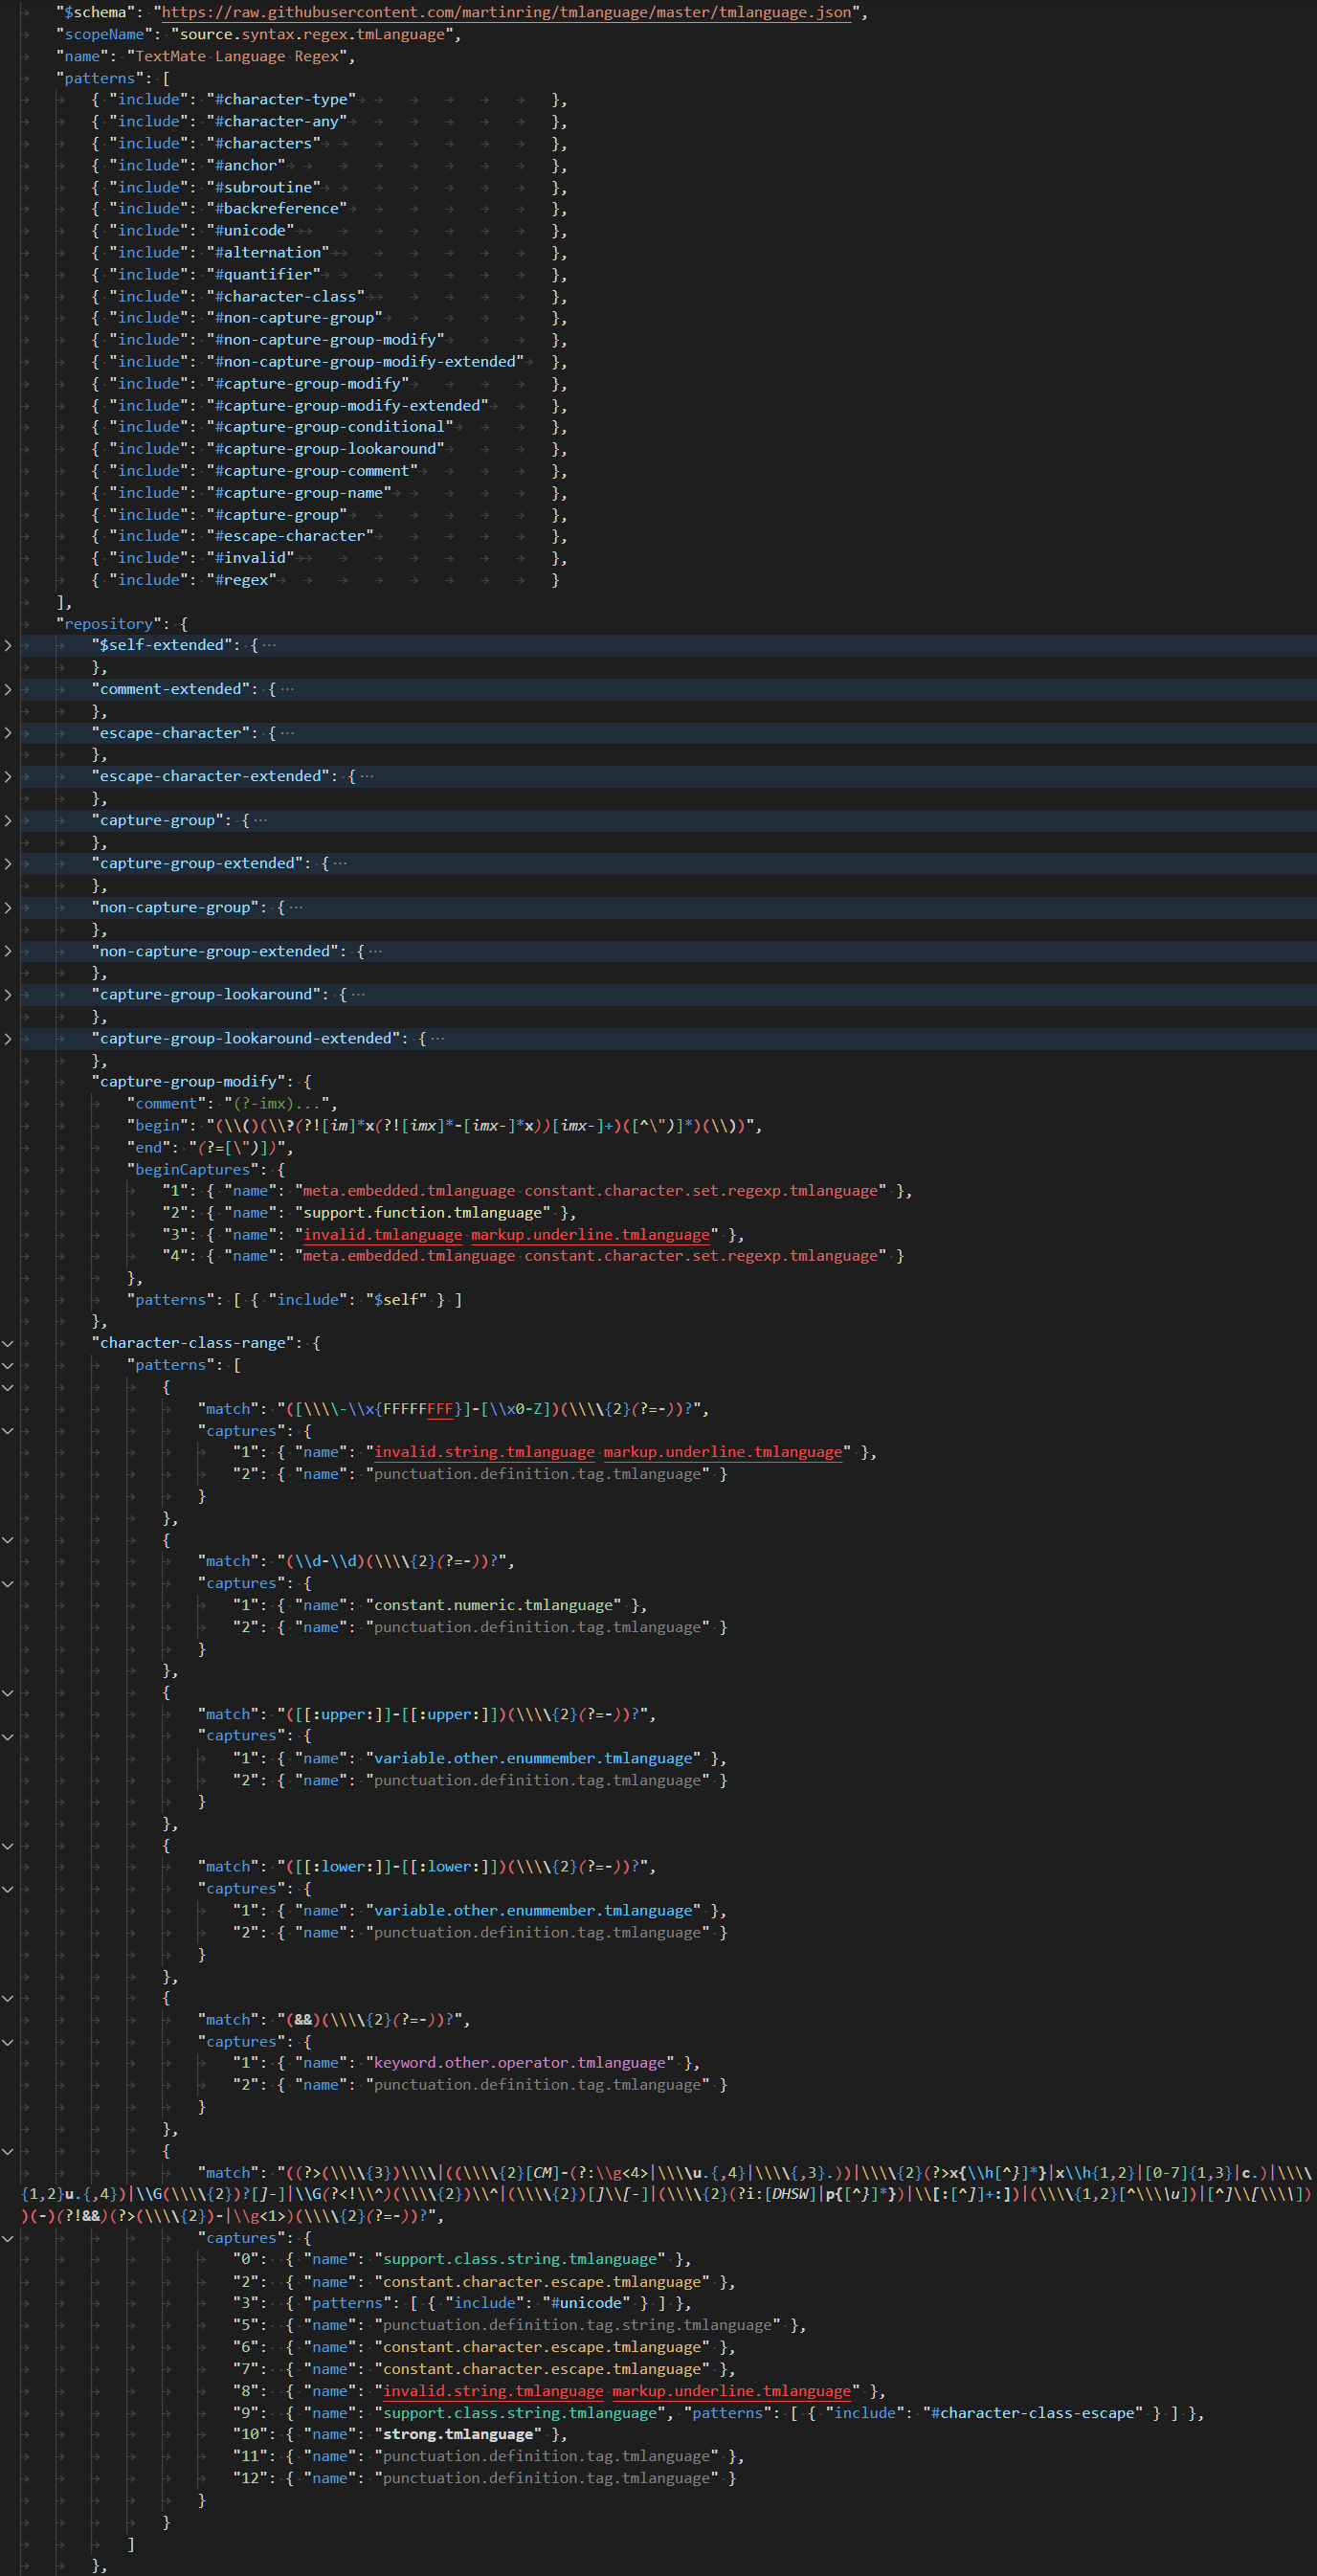 "$schema": "https://raw.githubusercontent.com/martinring/tmlanguage/master/tmlanguage.json",
"scopeName": "source.syntax.regex.tmLanguage",
"name": "TextMate Language Regex",
"patterns": [
{ "include": "#character-type" },
{ "include": "#character-any" },
{ "include": "#characters" },
{ "include": "#anchor" },
{ "include": "#subroutine" },
{ "include": "#backreference" },
{ "include": "#unicode" },
{ "include": "#alternation" },
{ "include": "#quantifier" },
{ "include": "#character-class" },
{ "include": "#non-capture-group" },
{ "include": "#non-capture-group-modify" },
{ "include": "#non-capture-group-modify-extended" },
{ "include": "#capture-group-modify" },
{ "include": "#capture-group-modify-extended" },
{ "include": "#capture-group-conditional" },
{ "include": "#capture-group-lookaround" },
{ "include": "#capture-group-comment" },
{ "include": "#capture-group-name" },
{ "include": "#capture-group" },
{ "include": "#escape-character" },
{ "include": "#invalid" },
{ "include": "#regex" }
],
"repository": {
"$self-extended": {…
},
"comment-extended": {…
},
"escape-character": {…
},
"escape-character-extended": {…
},
"capture-group": {…
},
"capture-group-extended": {…
},
"non-capture-group": {…
},
"non-capture-group-extended": {…
},
"capture-group-lookaround": {…
},
"capture-group-lookaround-extended": {…
},
"capture-group-modify": {
"comment": "(?-imx)...",
"begin": "(\\()(\\?(?![im]*x(?![imx]*-[imx-]*x))[imx-]+)([^\")]*)(\\))",
"end": "(?=[\")])",
"beginCaptures": {
"1": { "name": "meta.embedded.tmlanguage constant.character.set.regexp.tmlanguage" },
"2": { "name": "support.function.tmlanguage" },
"3": { "name": "invalid.tmlanguage markup.underline.tmlanguage" },
"4": { "name": "meta.embedded.tmlanguage constant.character.set.regexp.tmlanguage" }
},
"patterns": [ { "include": "$self" } ]
},
"character-class-range": {
"patterns": [
{
"match": "([\\\\-\\x{FFFFFFFF}]-[\\x0-Z])(\\\\{2}(?=-))?",
"captures": {
"1": { "name": "invalid.string.tmlanguage markup.underline.tmlanguage" },
"2": { "name": "punctuation.definition.tag.tmlanguage" }
}
},
{
"match": "(\\d-\\d)(\\\\{2}(?=-))?",
"captures": {
"1": { "name": "constant.numeric.tmlanguage" },
"2": { "name": "punctuation.definition.tag.tmlanguage" }
}
},
{
"match": "([[:upper:]]-[[:upper:]])(\\\\{2}(?=-))?",
"captures": {
"1": { "name": "variable.other.enummember.tmlanguage" },
"2": { "name": "punctuation.definition.tag.tmlanguage" }
}
},
{
"match": "([[:lower:]]-[[:lower:]])(\\\\{2}(?=-))?",
"captures": {
"1": { "name": "variable.other.enummember.tmlanguage" },
"2": { "name": "punctuation.definition.tag.tmlanguage" }
}
},
{
"match": "(&&)(\\\\{2}(?=-))?",
"captures": {
"1": { "name": "keyword.other.operator.tmlanguage" },
"2": { "name": "punctuation.definition.tag.tmlanguage" }
}
},
{
"match": "((?>(\\\\{3})\\\\|((\\\\{2}[CM]-(?:\\g<4>|\\\\u.{,4}|\\\\{,3}.))|\\\\{2}(?>x{\\h[^}]*}|x\\h{1,2}|[0-7]{1,3}|c.)|\\\\
{1,2}u.{,4})|\\G(\\\\{2})?[]-]|\\G(?<!\\^)(\\\\{2})\\^|(\\\\{2})[]\\[-]|(\\\\{2}(?i:[DHSW]|p{[^}]*})|\\[:[^]]+:])|(\\\\{1,2}[^\\\\u])|[^]\\[\\\\])
)(-)(?!&&)(?>(\\\\{2})-|\\g<1>)(\\\\{2}(?=-))?",
"captures": {
"0": { "name": "support.class.string.tmlanguage" },
"2": { "name": "constant.character.escape.tmlanguage" },
"3": { "patterns": [ { "include": "#unicode" } ] },
"5": { "name": "punctuation.definition.tag.string.tmlanguage" },
"6": { "name": "constant.character.escape.tmlanguage" },
"7": { "name": "constant.character.escape.tmlanguage" },
"8": { "name": "invalid.string.tmlanguage markup.underline.tmlanguage" },
"9": { "name": "support.class.string.tmlanguage", "patterns": [ { "include": "#character-class-escape" } ] },
"10": { "name": "strong.tmlanguage" },
"11": { "name": "punctuation.definition.tag.tmlanguage" },
"12": { "name": "punctuation.definition.tag.tmlanguage" }
}
}
]
},